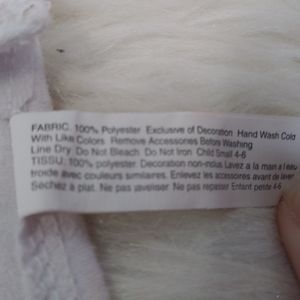 FABRIC. 100% Polyester Exclusive of Decoration Hand Wash Cold
With Like Colors Remove Accessories Before Washing
Line Dry Do Not Bleach Do Not Iron Child Small 4-6
TISSU: 100% polyester. Decoration non-inclus Lavez a la main a l eau
froide avec couleurs similaires. Enlevez les accessoires avant de laver
Sechez à plat. Ne pas javeliser Ne pas repasser Enfant petite 4-6